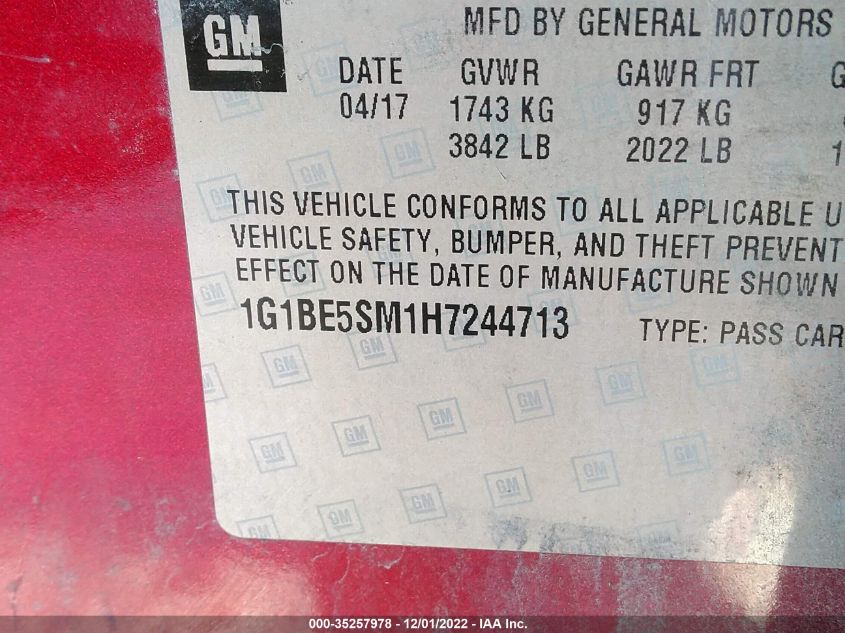 GM
MFD BY GENERAL MOTORS
DATE GVWR GAWR FRT G
04/17 1743 KG 917 KG
3842 LB 2022 LB 1
THIS VEHICLE CONFORMS TO ALL APPLICABLE U
VEHICLE SAFETY, BUMPER, AND THEFT PREVENT
EFFECT ON THE DATE OF MANUFACTURE SHOWN
1G1BE5SM1H7244713 TYPE: PASS CAR
000-35257978 - 12/01/2022 - IAA Inc.